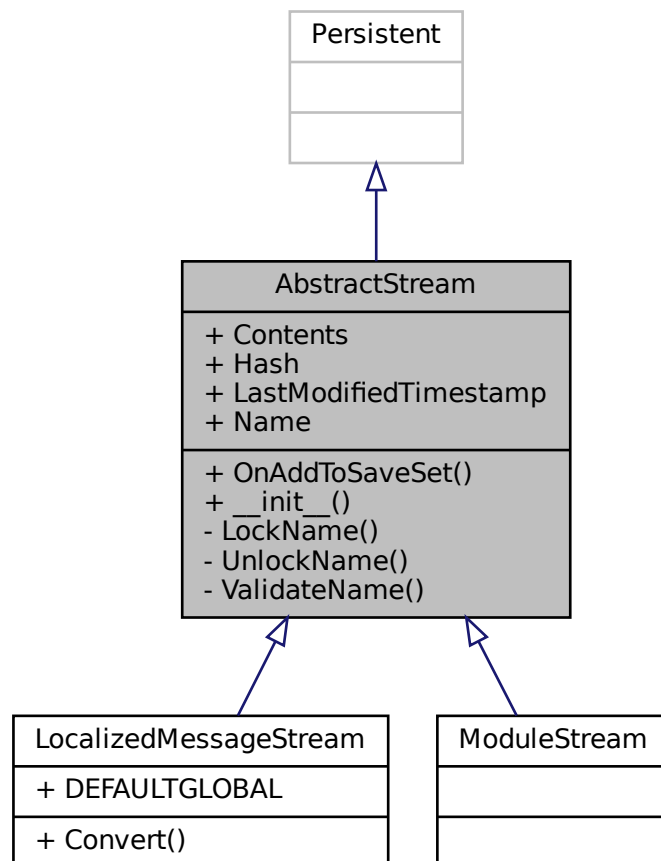 Persistent
AbstractStream
+ Contents
+ Hash
+ LastModifiedTimestamp
+ Name
+ OnAddToSaveSet()
+ __init__()
- LockName()
- UnlockName()
- ValidateName()
LocalizedMessageStream
+ DEFAULTGLOBAL
+ Convert()
ModuleStream